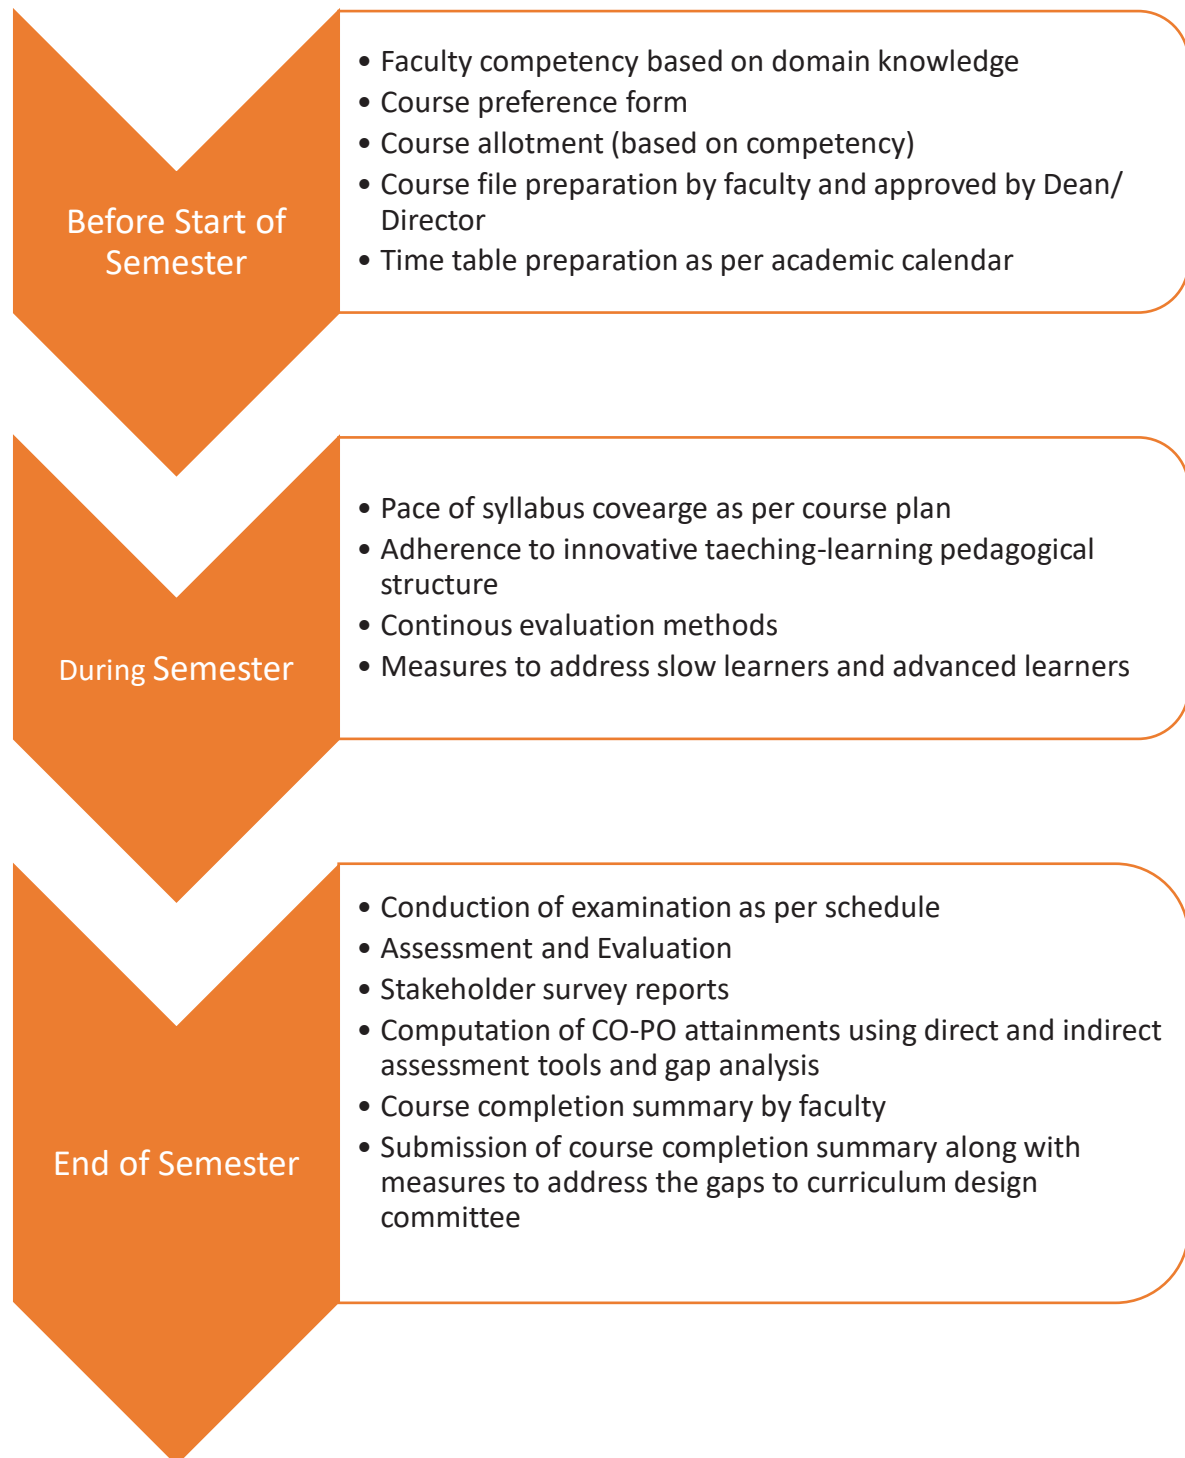 Before Start of
Semester
• Faculty competency based on domain knowledge
• Course preference form
• Course allotment (based on competency)
• Course file preparation by faculty and approved by Dean/
Director
• Time table preparation as per academic calendar
During Semester
• Pace of syllabus covearge as per course plan
• Adherence to innovative taeching-learning pedagogical
structure
• Continous evaluation methods
• Measures to address slow learners and advanced learners
End of Semester
• Conduction of examination as per schedule
• Assessment and Evaluation
• Stakeholder survey reports
• Computation of CO-PO attainments using direct and indirect
assessment tools and gap analysis
• Course completion summary by faculty
• Submission of course completion summary along with
measures to address the gaps to curriculum design
committee